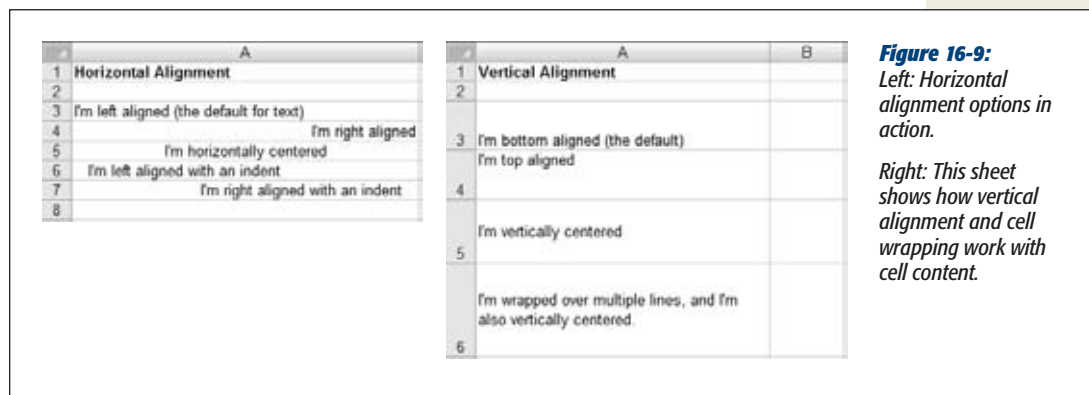 A
1 Horizontal Alignment
2
3 I'm left aligned (the default for text)
4 I'm right aligned
5 I'm horizontally centered
6 I'm left aligned with an indent
7 I'm right aligned with an indent
8
A B
1 Vertical Alignment
2
3 I'm bottom aligned (the default)
I'm top aligned
4
I'm vertically centered
5
I'm wrapped over multiple lines, and I'm
also vertically centered.
6
Figure 16-9:
Left: Horizontal
alignment options in
action.
Right: This sheet
shows how vertical
alignment and cell
wrapping work with
cell content.